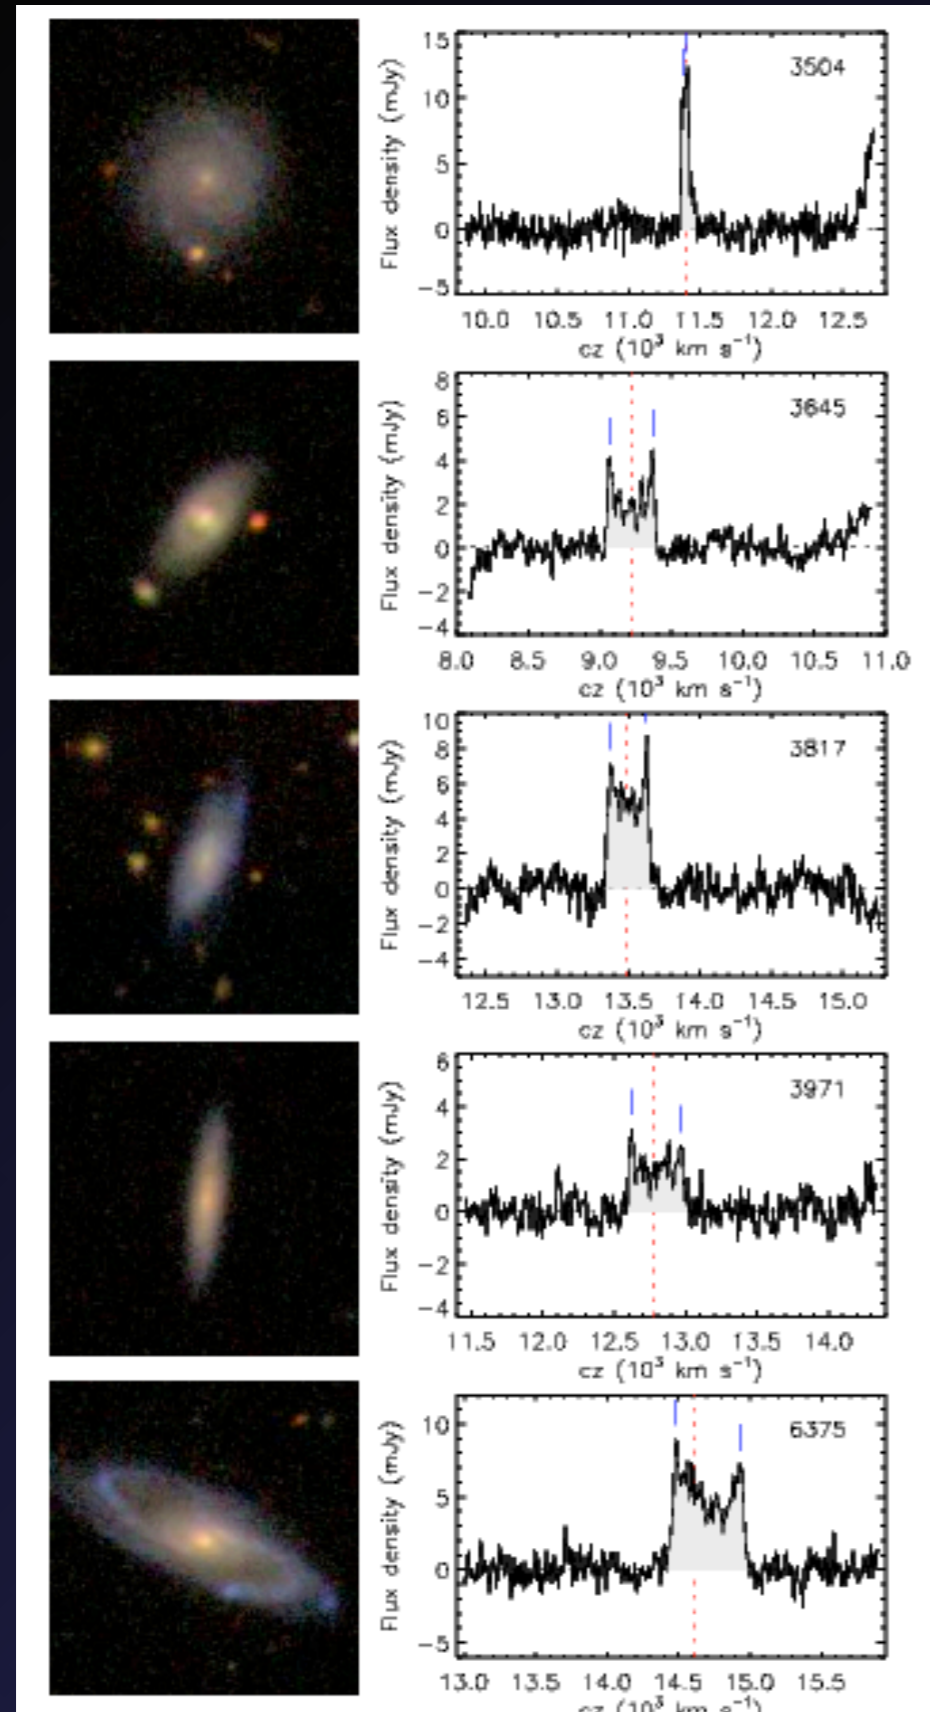 15
10
5
0
-5
Flux density (mJy)
3504
10.0 10.5 11.0 11.5 12.0 12.5
cz (10³ km s⁻¹)
8
6
4
2
0
-2
-4
Flux density (mJy)
3645
8.0 8.5 9.0 9.5 10.0 10.5 11.0
cz (10³ km s⁻¹)
10
8
6
4
2
0
-2
-4
Flux density (mJy)
3817
12.5 13.0 13.5 14.0 14.5 15.0
cz (10³ km s⁻¹)
6
4
2
0
-2
-4
Flux density (mJy)
3971
11.5 12.0 12.5 13.0 13.5 14.0
cz (10³ km s⁻¹)
10
5
0
-5
Flux density (mJy)
6375
13.0 13.5 14.0 14.5 15.0 15.5
cz (10³ km s⁻¹)